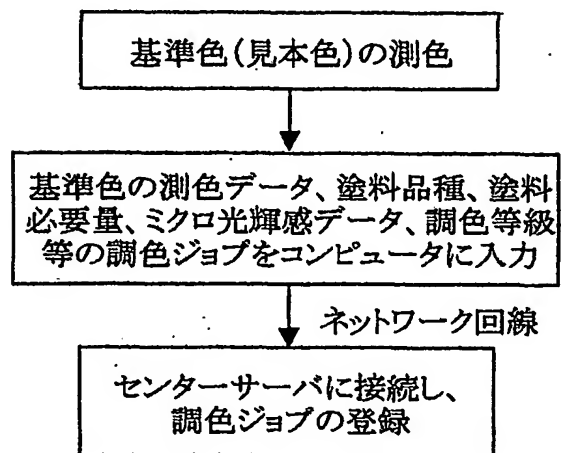 基準色(見本色)の測色
基準色の測色データ、塗料品種、塗料
必要量、ミクロ光輝感データ、調色等級
等の調色ジョブをコンピュータに入力
ネットワーク回線
センターサーバに接続し、
調色ジョブの登録